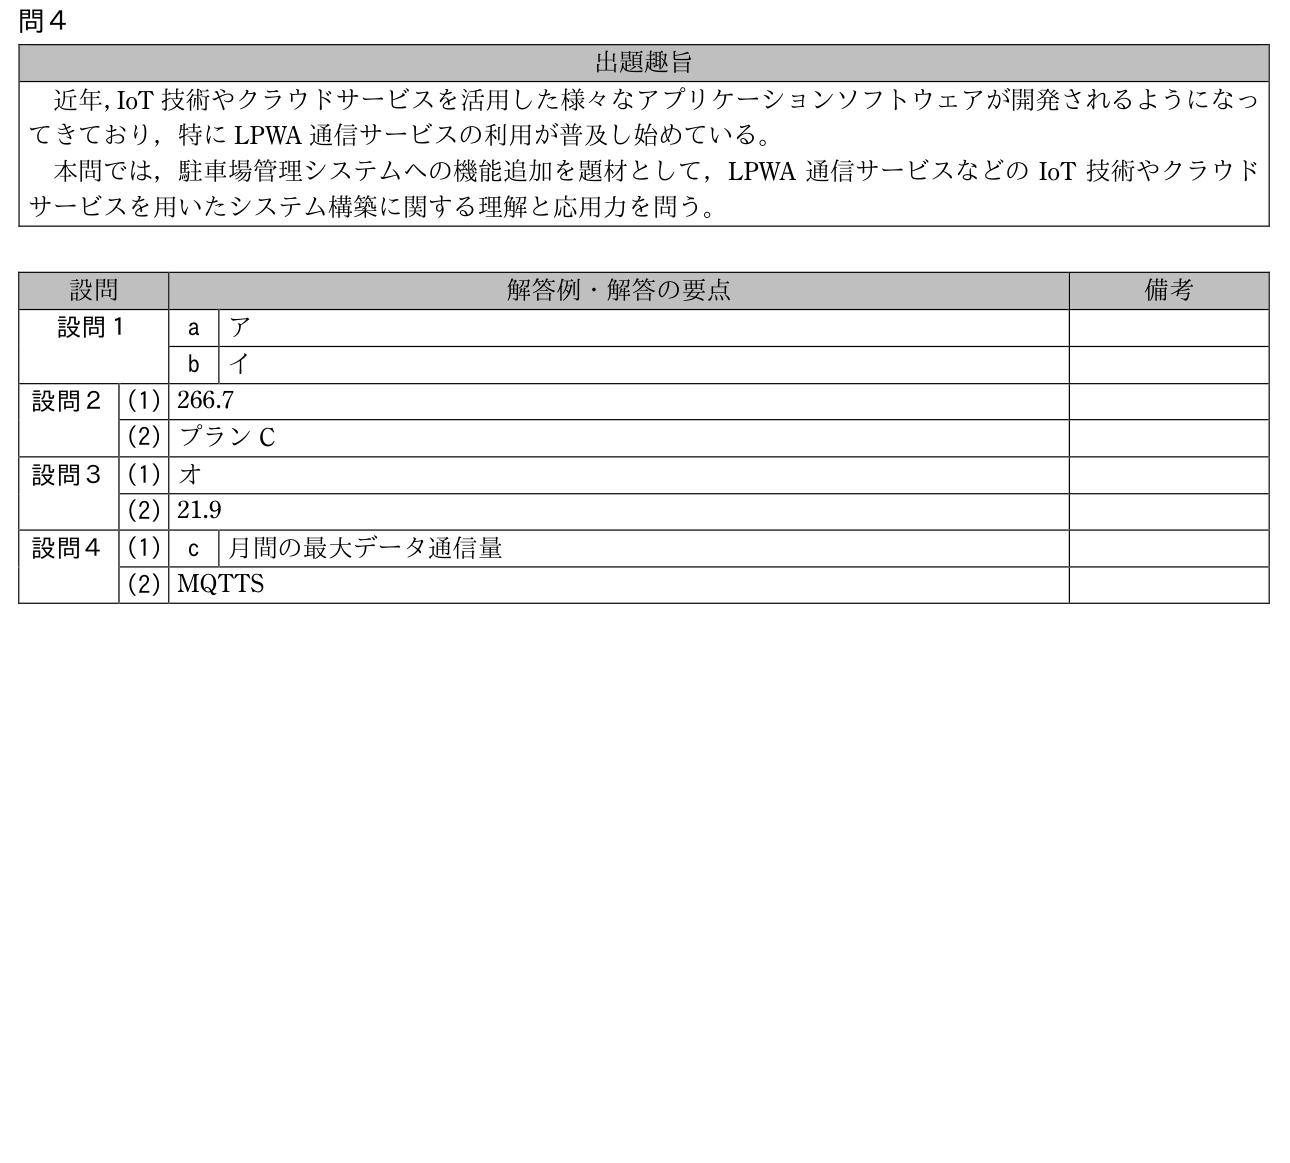 問４
出題趣旨
近年，IoT 技術やクラウドサービスを活用した様々なアプリケーションソフトウェアが開発されるようになっ
てきており，特に LPWA 通信サービスの利用が普及し始めている。
本問では，駐車場管理システムへの機能追加を題材として，LPWA 通信サービスなどの IoT 技術やクラウド
サービスを用いたシステム構築に関する理解と応用力を問う。
設問 解答例・解答の要点 備考
設問１ a ア
b イ
設問２ (1) 266.7
(2) プラン C
設問３ (1) オ
(2) 21.9
設問４ (1) c 月間の最大データ通信量
(2) MQTTS